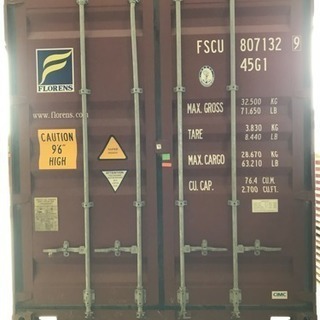 FSCU 807132 9
45G1
FLORENS
www.florens.com
MAX. GROSS 32.500 KG
71.650 LB
TARE 3.830 KG
8.440 LB
MAX. CARGO 28.670 KG
63.210 LB
CU. CAP. 76.4 CU.M.
2.700 CU.FT.
CAUTION
9'6"
HIGH
CIMC